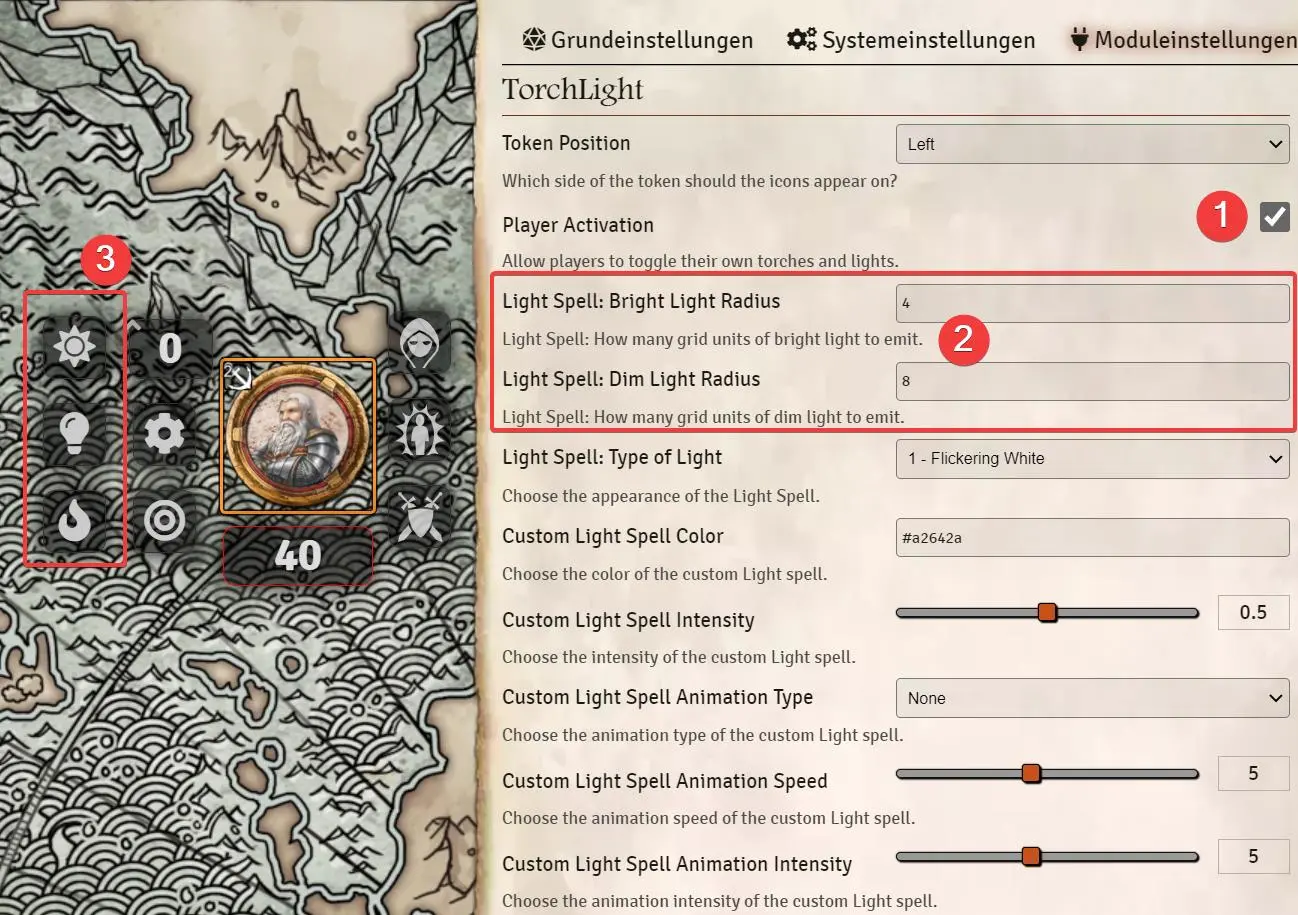 Grundeinstellungen Systemeinstellungen Moduleinstellungen
TorchLight
Token Position Left
Which side of the token should the icons appear on?
1
Player Activation
Allow players to toggle their own torches and lights.
3
Light Spell: Bright Light Radius 4
Light Spell: How many grid units of bright light to emit.
2
Light Spell: Dim Light Radius 8
Light Spell: How many grid units of dim light to emit.
0
2
40
Light Spell: Type of Light 1 - Flickering White
Choose the appearance of the Light Spell.
Custom Light Spell Color #a2642a
Choose the color of the custom Light spell.
Custom Light Spell Intensity 0.5
Choose the intensity of the custom Light spell.
Custom Light Spell Animation Type None
Choose the animation type of the custom Light spell.
Custom Light Spell Animation Speed 5
Choose the animation speed of the custom Light spell.
Custom Light Spell Animation Intensity 5
Choose the animation intensity of the custom Light spell.